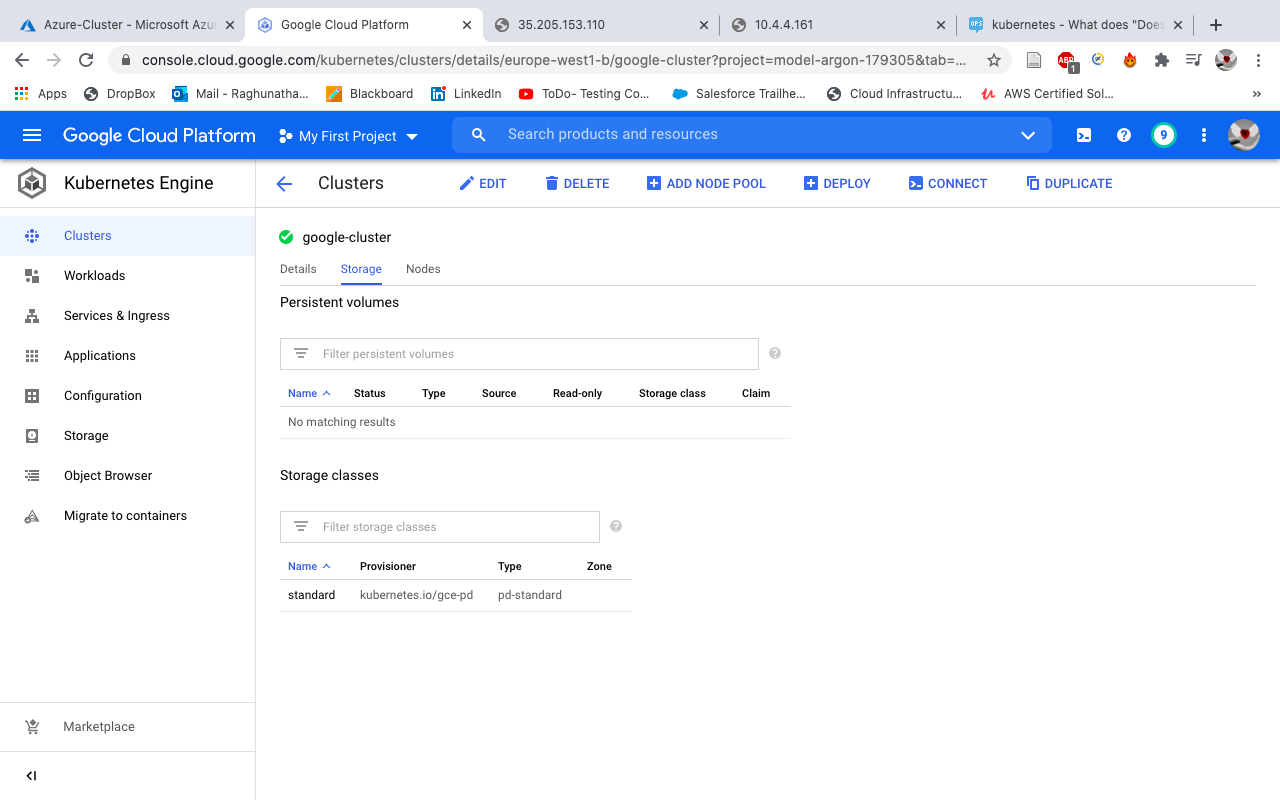 Azure-Cluster - Microsoft Azur
Google Cloud Platform
35.205.153.110
10.4.4.161
kubernetes - What does "Does
console.cloud.google.com/kubernetes/clusters/details/europe-west1-b/google-cluster?project=model-argon-179305&tab=...
ABP
1
Apps
DropBox
Mail - Raghunatha...
Blackboard
LinkedIn
ToDo- Testing Co...
Salesforce Trailhe...
Cloud Infrastructu...
AWS Certified Sol...
»
Google Cloud Platform
My First Project
Search products and resources
9
Kubernetes Engine
Clusters
EDIT
DELETE
ADD NODE POOL
DEPLOY
CONNECT
DUPLICATE
Clusters
Workloads
Services & Ingress
Applications
Configuration
Storage
Object Browser
Migrate to containers
Marketplace
google-cluster
Details
Storage
Nodes
Persistent volumes
Filter persistent volumes
Name Status Type Source Read-only Storage class Claim
No matching results
Storage classes
Filter storage classes
Name Provisioner Type Zone
standard kubernetes.io/gce-pd pd-standard